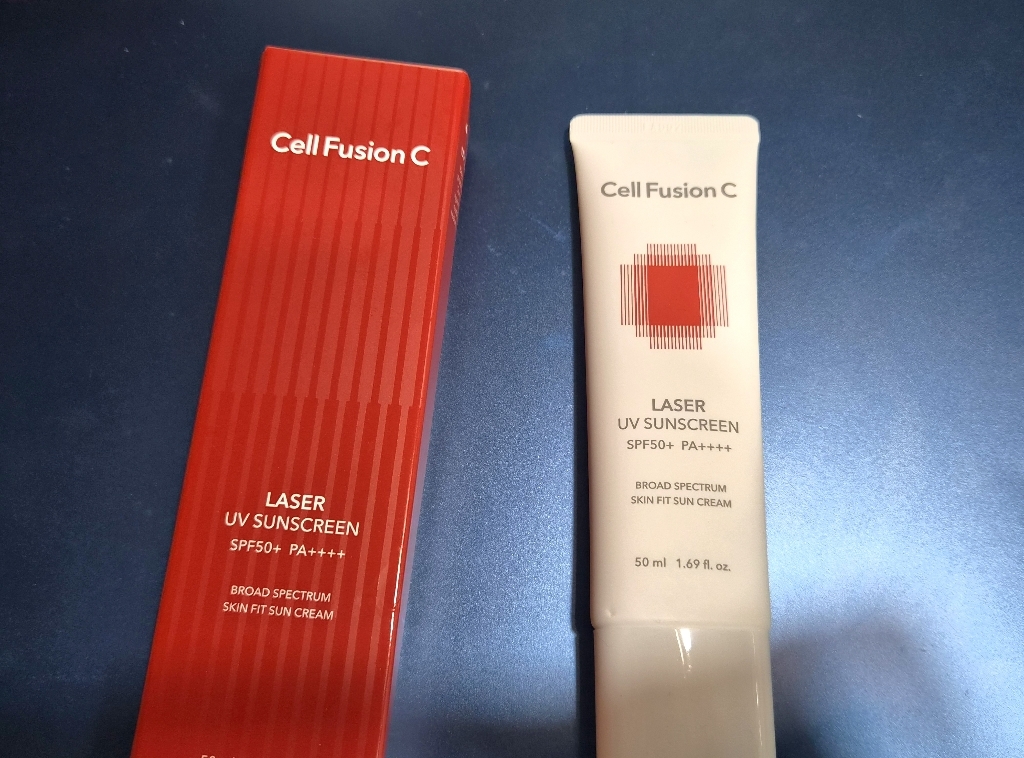 Cell Fusion C
LASER
UV SUNSCREEN
SPF50+ PA++++
BROAD SPECTRUM
SKIN FIT SUN CREAM
Cell Fusion C
LASER
UV SUNSCREEN
SPF50+ PA++++
BROAD SPECTRUM
SKIN FIT SUN CREAM
50 ml 1.69 fl. oz.